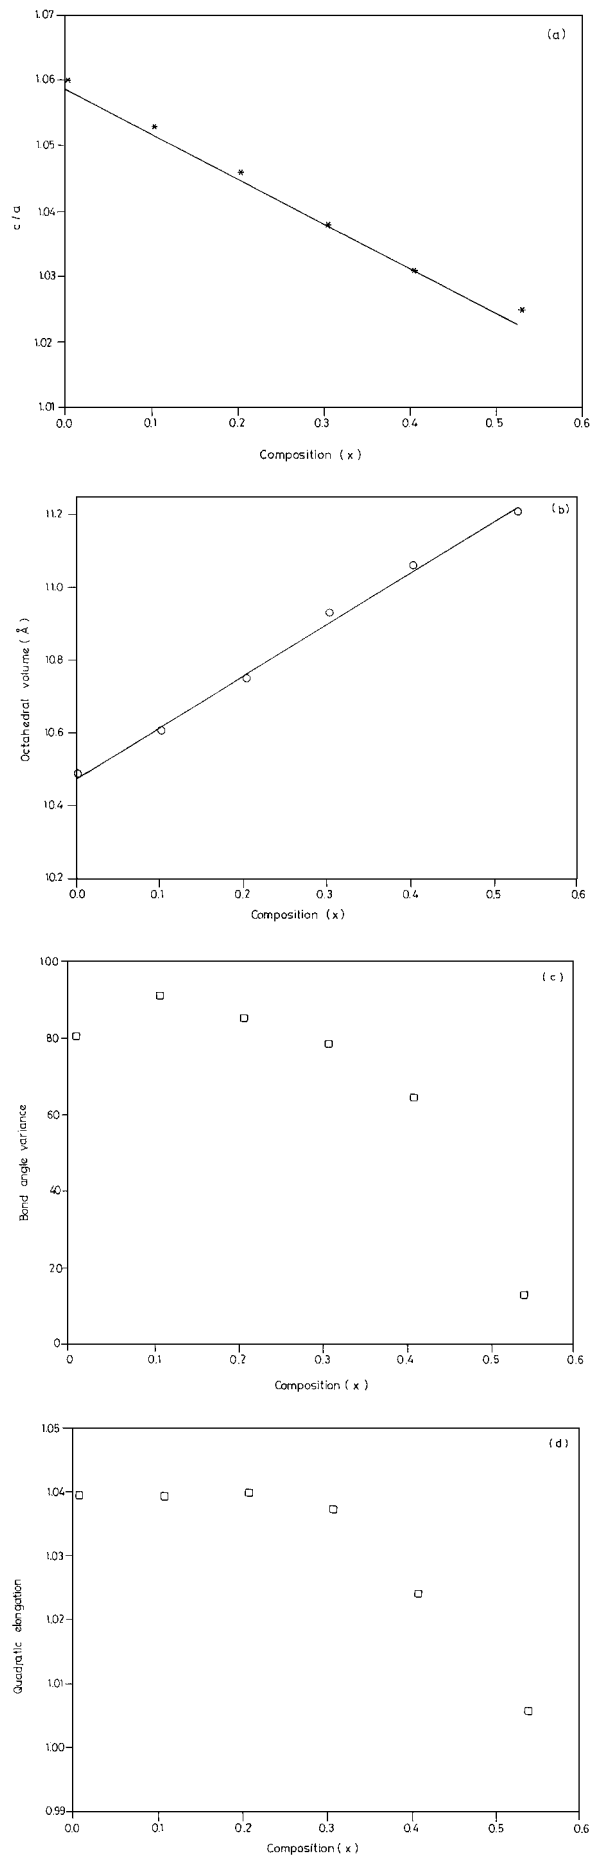 1.07
(a)
1.06
1.05
1.04
1.03
1.02
1.01
c/a
0.0 0.1 0.2 0.3 0.4 0.5 0.6
Composition (x)
11.2
(b)
11.0
10.8
10.6
10.4
10.2
Octahedral volume (Å)
0.0 0.1 0.2 0.3 0.4 0.5 0.6
Composition (x)
100
(c)
80
60
40
20
0
Bond angle variance
0 0.1 0.2 0.3 0.4 0.5 0.6
Composition (x)
1.05
(d)
1.04
1.03
1.02
1.01
1.00
0.99
Quadratic elongation
0.0 0.1 0.2 0.3 0.4 0.5 0.6
Composition (x)